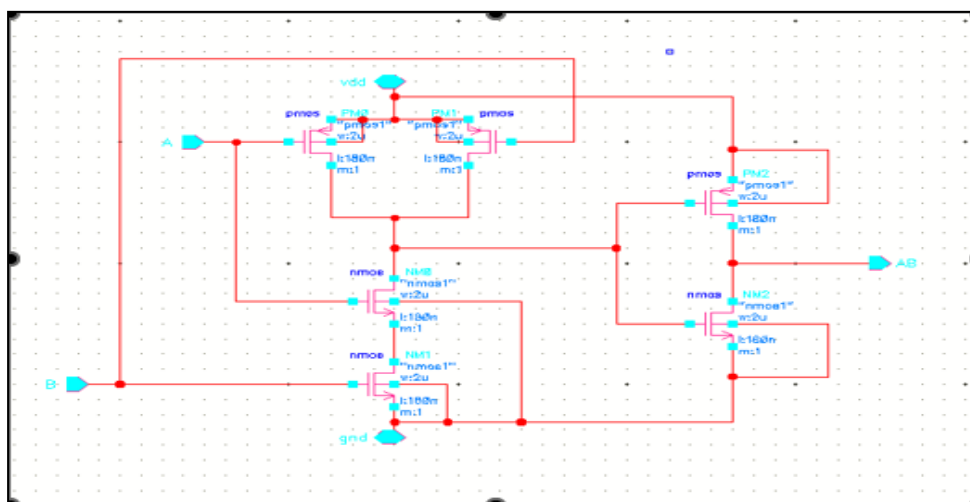 vdd
pmos PM0 PM1 pmos
"pmos1" "pmos1"
w:2u w:2u
A
l:180n l:180n
m:1 m:1
pmos PM2
"pmos1"
w:2u
l:180n
m:1
AB
nmos NM0
"nmos1"
w:2u
l:180n
m:1
nmos NM2
"nmos1"
w:2u
l:180n
m:1
nmos NM1
"nmos1"
w:2u
B
l:180n
m:1
gnd